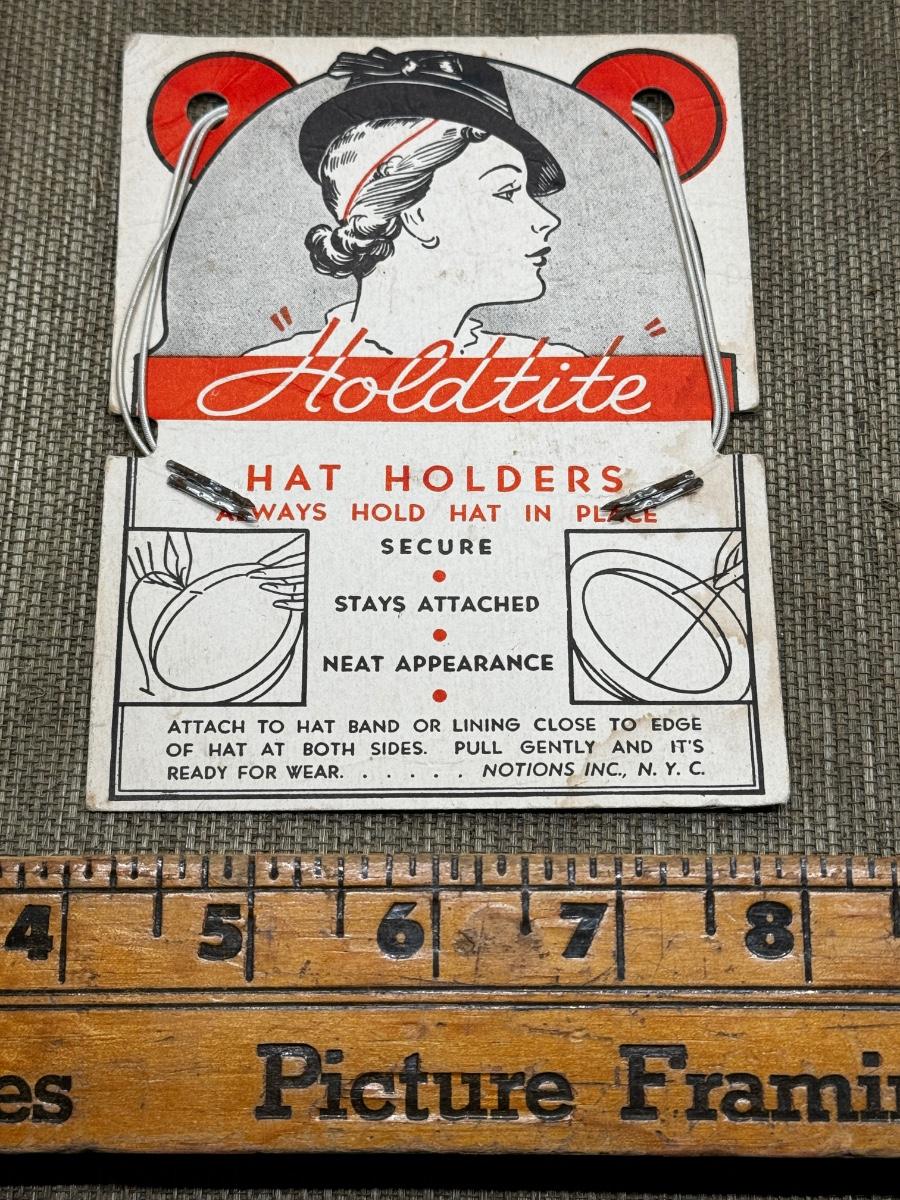 "Holdtite"
HAT HOLDERS
ALWAYS HOLD HAT IN PLACE
SECURE
STAYS ATTACHED
NEAT APPEARANCE
ATTACH TO HAT BAND OR LINING CLOSE TO EDGE
OF HAT AT BOTH SIDES. PULL GENTLY AND IT'S
READY FOR WEAR. . . . . . NOTIONS INC., N. Y. C.
4 5 6 7 8
es Picture Framin